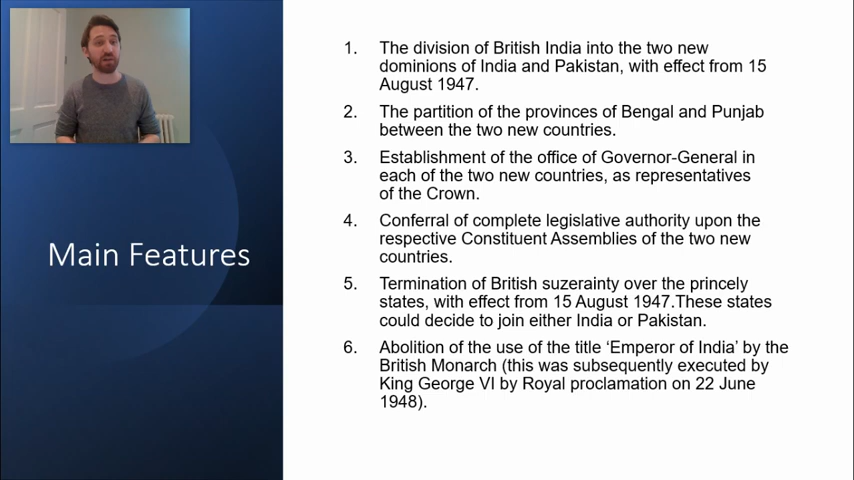 Main Features
1. The division of British India into the two new
dominions of India and Pakistan, with effect from 15
August 1947.
2. The partition of the provinces of Bengal and Punjab
between the two new countries.
3. Establishment of the office of Governor-General in
each of the two new countries, as representatives
of the Crown.
4. Conferral of complete legislative authority upon the
respective Constituent Assemblies of the two new
countries.
5. Termination of British suzerainty over the princely
states, with effect from 15 August 1947.These states
could decide to join either India or Pakistan.
6. Abolition of the use of the title ‘Emperor of India’ by the
British Monarch (this was subsequently executed by
King George VI by Royal proclamation on 22 June
1948).